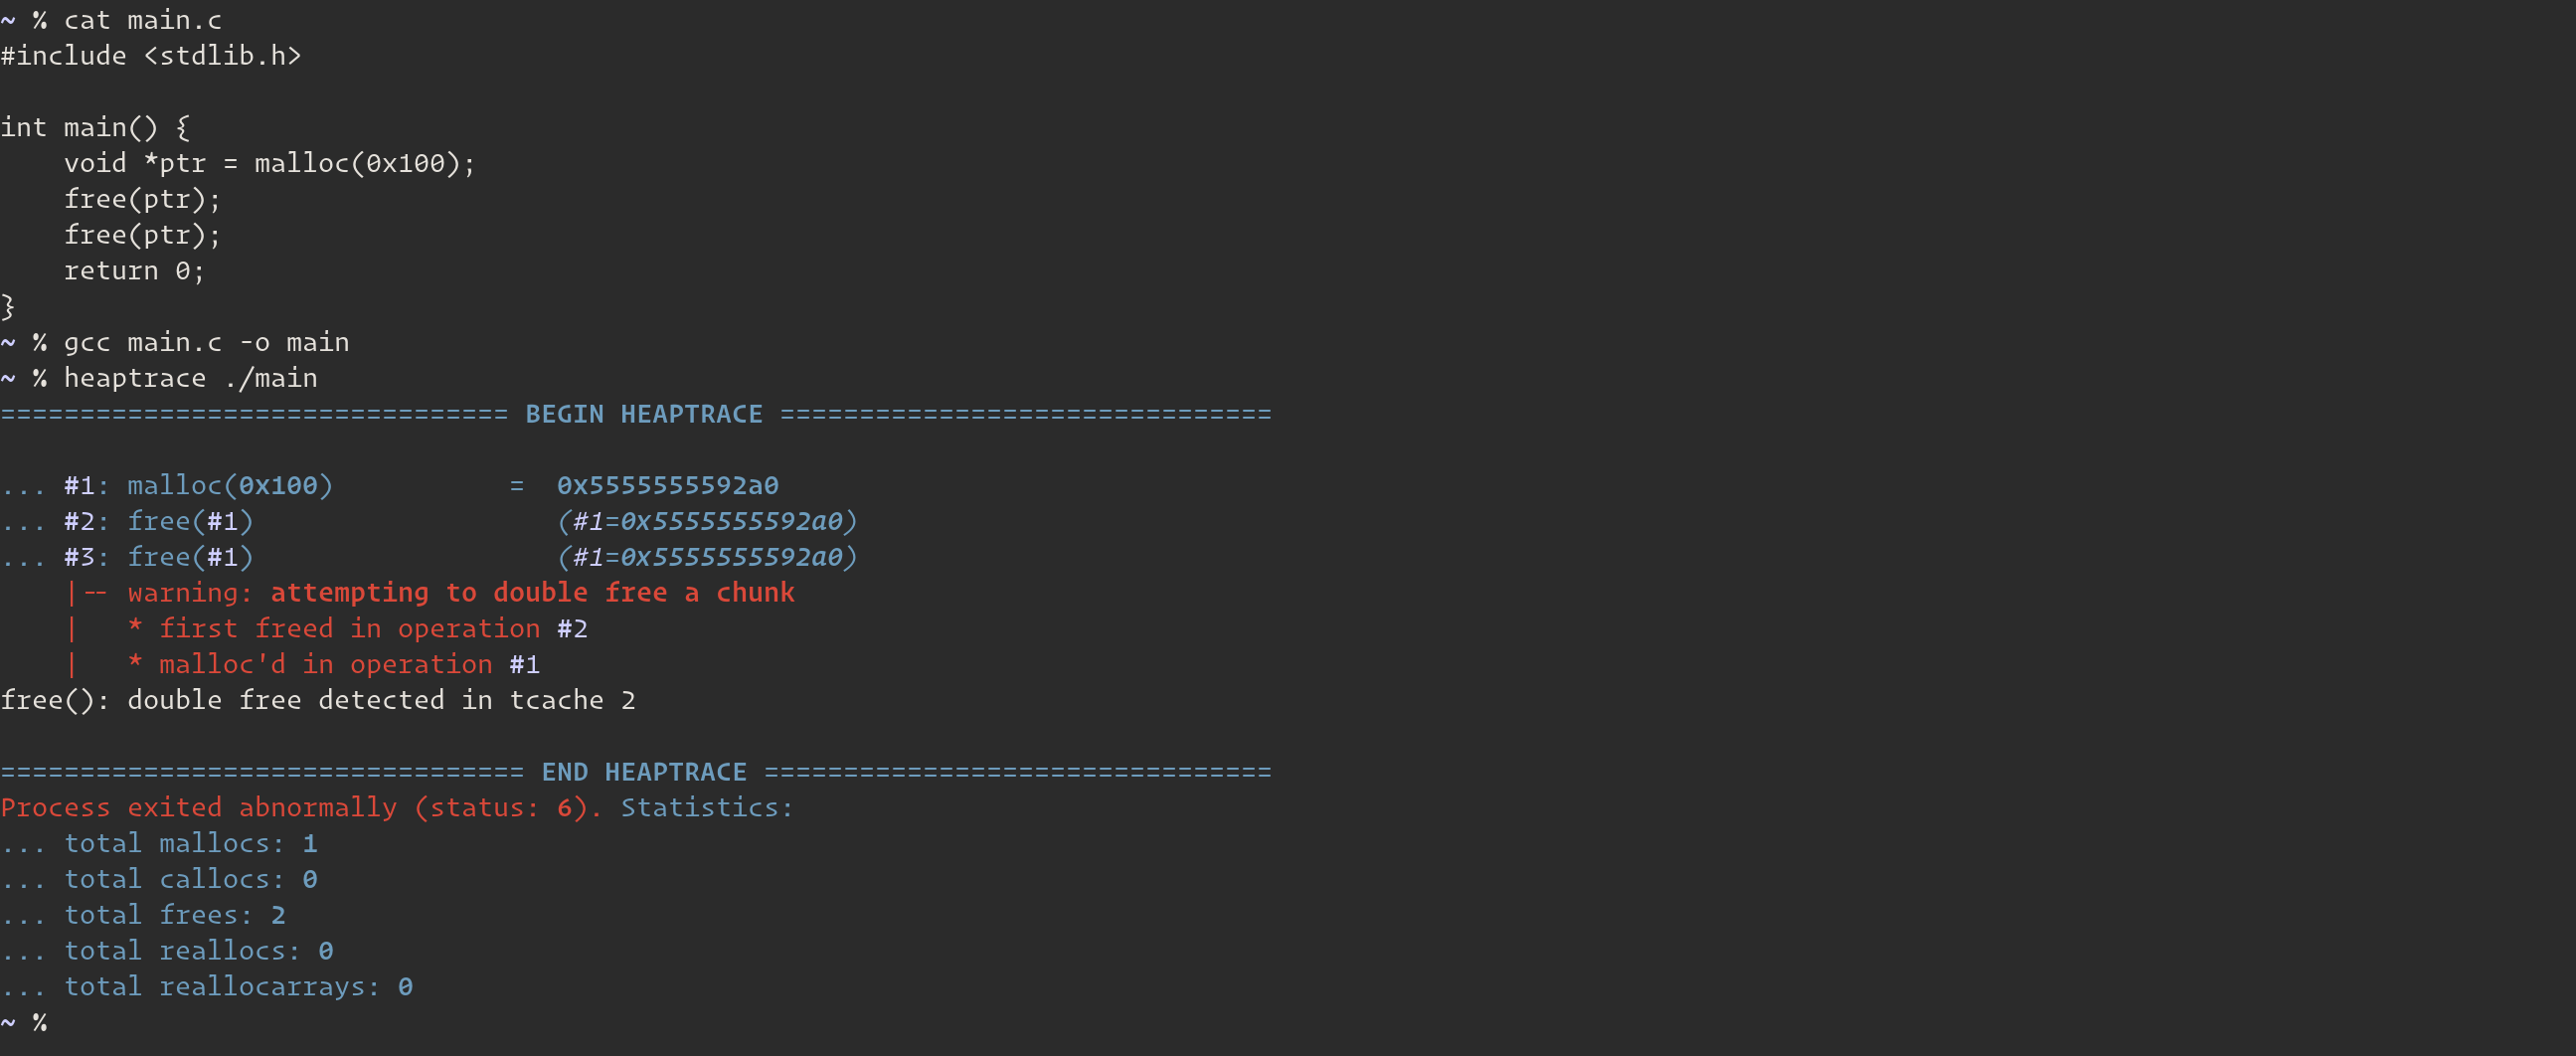 ~ % cat main.c
#include <stdlib.h>

int main() {
    void *ptr = malloc(0x100);
    free(ptr);
    free(ptr);
    return 0;
}
~ % gcc main.c -o main
~ % heaptrace ./main
================================ BEGIN HEAPTRACE ===============================

... #1: malloc(0x100)           =  0x5555555592a0
... #2: free(#1)                   (#1=0x5555555592a0)
... #3: free(#1)                   (#1=0x5555555592a0)
    |-- warning: attempting to double free a chunk
    |   * first freed in operation #2
    |   * malloc'd in operation #1
free(): double free detected in tcache 2

================================= END HEAPTRACE ================================
Process exited abnormally (status: 6). Statistics:
... total mallocs: 1
... total callocs: 0
... total frees: 2
... total reallocs: 0
... total reallocarrays: 0
~ %